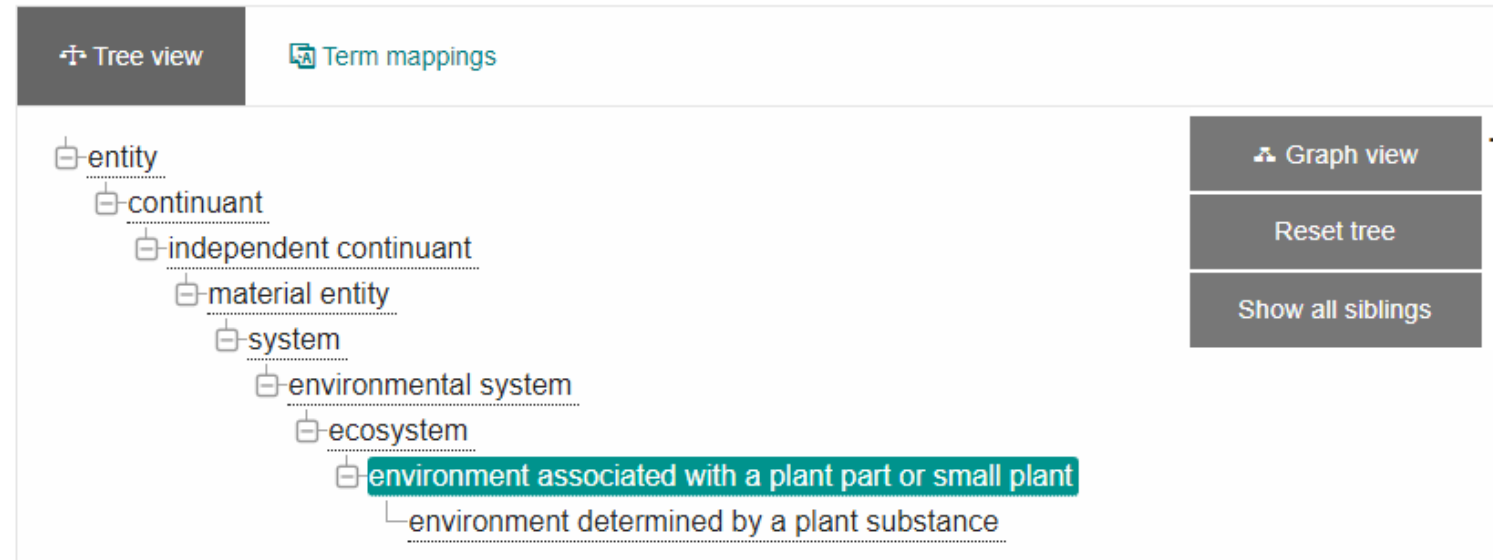 Tree view
Term mappings
entity
Graph view
continuant
Reset tree
independent continuant
material entity
Show all siblings
system
environmental system
ecosystem
environment associated with a plant part or small plant
environment determined by a plant substance